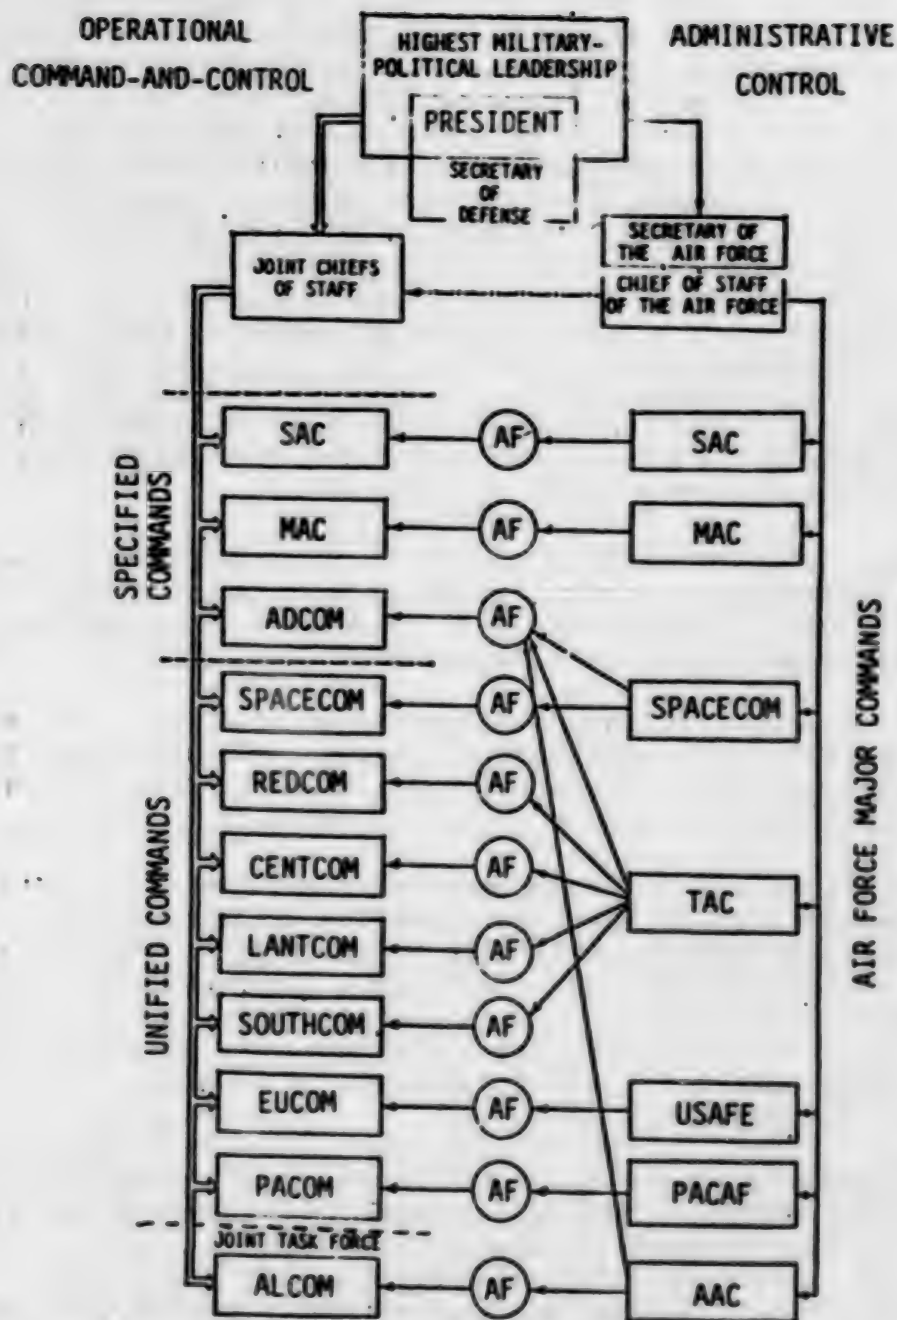 OPERATIONAL
COMMAND-AND-CONTROL
HIGHEST MILITARY-
POLITICAL LEADERSHIP
PRESIDENT
SECRETARY
OF
DEFENSE
ADMINISTRATIVE
CONTROL
JOINT CHIEFS
OF STAFF
SECRETARY OF
THE AIR FORCE
CHIEF OF STAFF
OF THE AIR FORCE
SPECIFIED
COMMANDS
SAC
AF
SAC
MAC
AF
MAC
ADCOM
AF
UNIFIED COMMANDS
SPACECOM
AF
SPACECOM
REDCOM
AF
CENTCOM
AF
TAC
LANTCOM
AF
SOUTHCOM
AF
EUCOM
AF
USAFE
PACOM
AF
PACAF
JOINT TASK FORCE
ALCOM
AF
AAC
AIR FORCE MAJOR COMMANDS